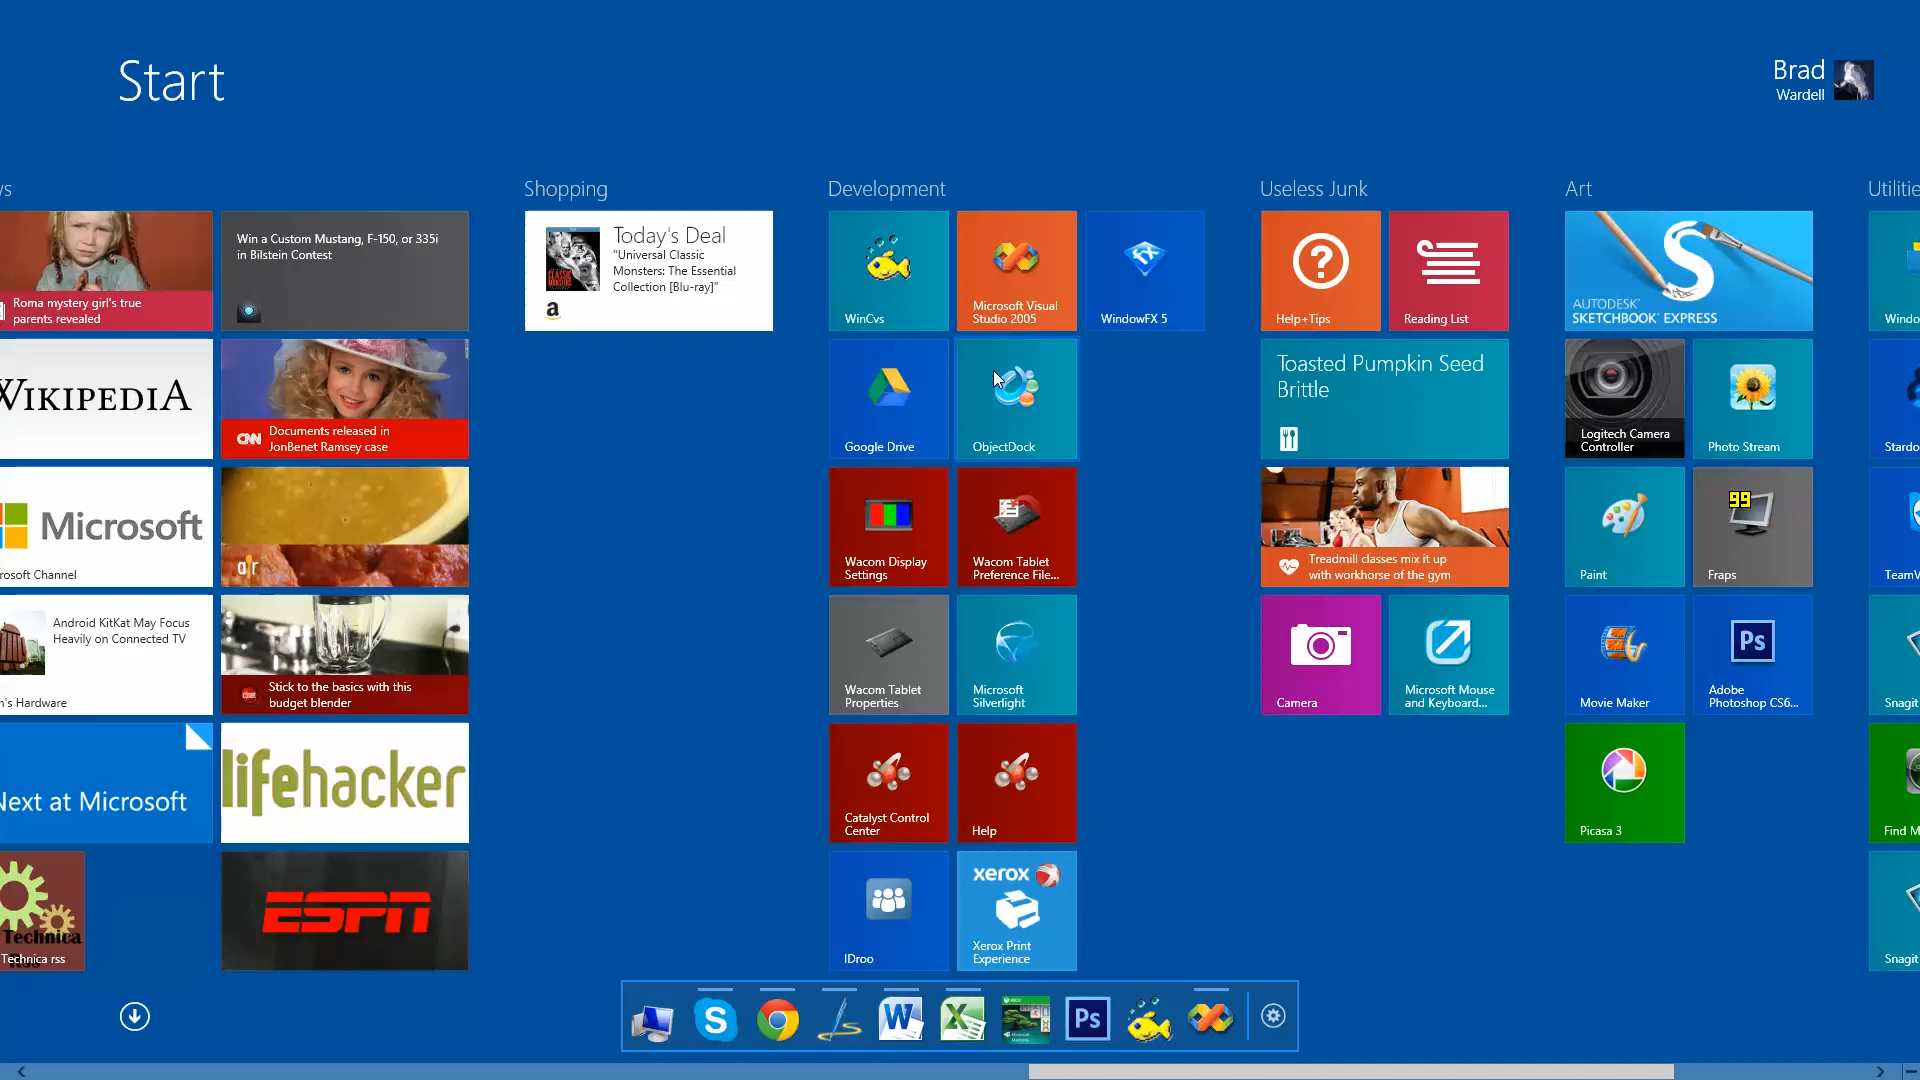 Start
Brad
Wardell
Shopping
Development
Useless Junk
Art
Roma mystery girl's true
parents revealed
Win a Custom Mustang, F-150, or 335i
in Bilstein Contest
WIKIPEDIA
CNN
Documents released in
JonBenet Ramsey case
Microsoft
rosoft Channel
ar
Android KitKat May Focus
Heavily on Connected TV
n's Hardware
cnet
Stick to the basics with this
budget blender
Next at Microsoft
lifehacker
Technica
Technica rss
ESPN
Today's Deal
"Universal Classic
Monsters: The Essential
Collection [Blu-ray]"
a
WinCvs
Microsoft Visual
Studio 2005
fx
WindowFX 5
Google Drive
ObjectDock
Wacom Display
Settings
Wacom Tablet
Preference File...
Wacom Tablet
Properties
Microsoft
Silverlight
Catalyst Control
Center
Help
IDroo
xerox
Xerox Print
Experience
Help+Tips
Reading List
Toasted Pumpkin Seed
Brittle
Treadmill classes mix it up
with workhorse of the gym
Camera
Microsoft Mouse
and Keyboard...
AUTODESK®
SKETCHBOOK EXPRESS
Logitech Camera
Controller
Photo Stream
Paint
99
Fraps
Movie Maker
Ps
Adobe
Photoshop CS6...
Picasa 3
Utilitie
Windo
Stardo
TeamV
Snagit
Find M
Snagit
S
W
X
Ps